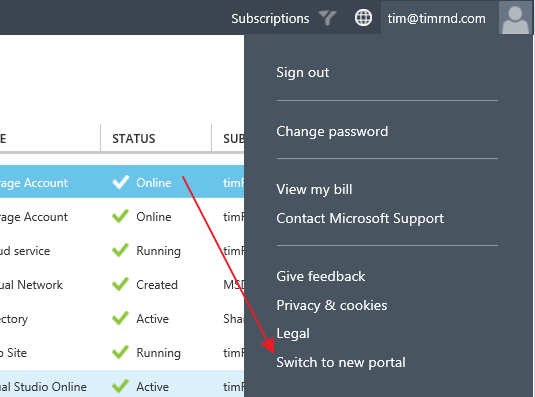 Subscriptions tim@timrnd.com
Sign out
Change password
View my bill
Contact Microsoft Support
Give feedback
Privacy & cookies
Legal
Switch to new portal
E STATUS SUB
rage Account Online timR
rage Account Online timR
ud service Running timR
ual Network Created MSD
ectory Active Shar
b Site Running timR
ual Studio Online Active timR